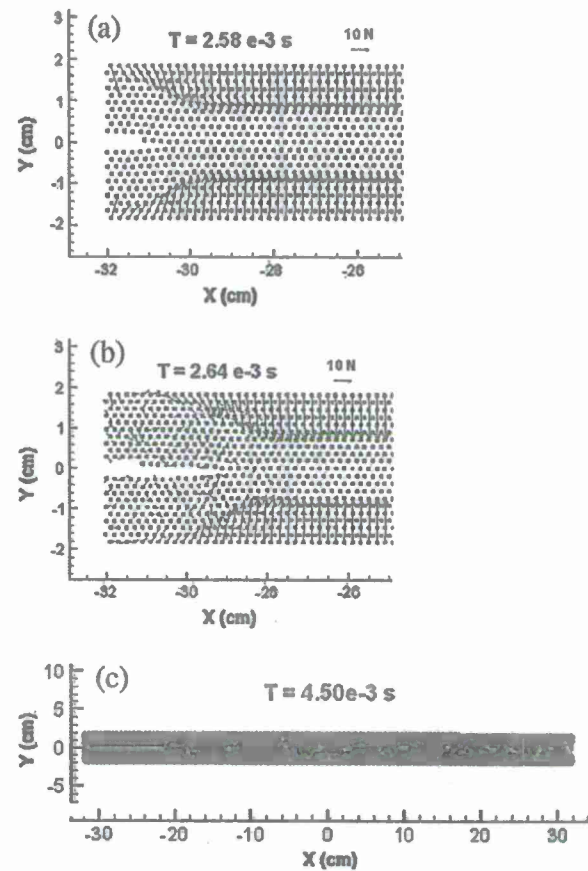 (a)
T = 2.58 e-3 s
10 N
3
2
1
0
-1
-2
Y (cm)
-32
-30
-28
-26
X (cm)
(b)
T = 2.64 e-3 s
10 N
3
2
1
0
-1
-2
Y (cm)
-32
-30
-28
-26
X (cm)
(c)
T = 4.50e-3 s
10
5
0
-5
Y (cm)
-30
-20
-10
0
10
20
30
X (cm)